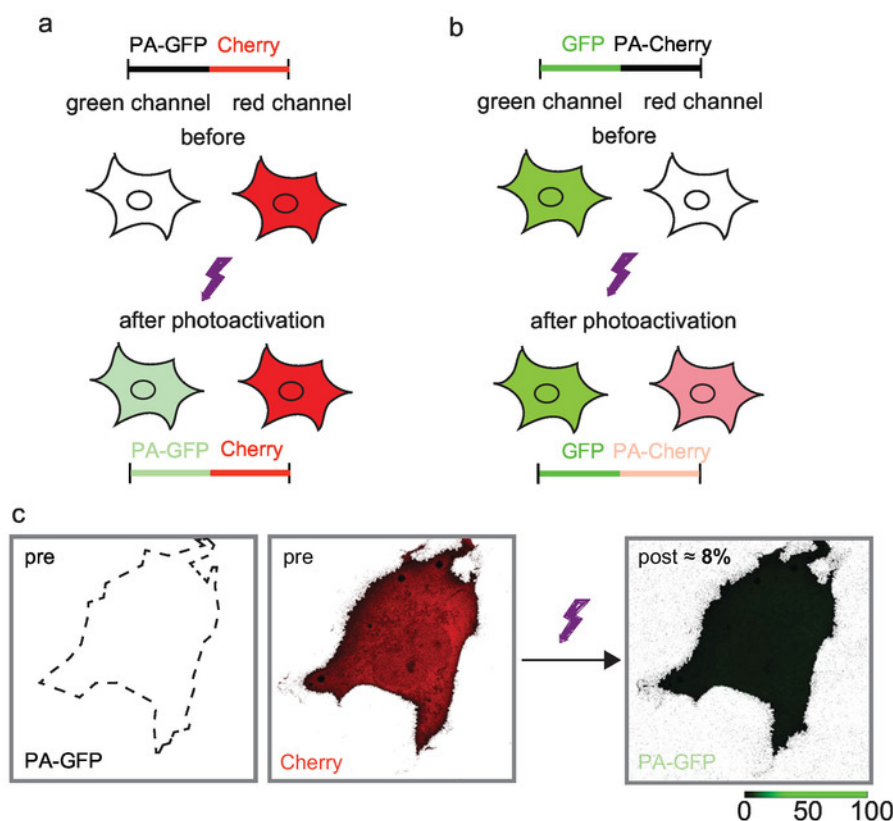 a
PA-GFP Cherry
green channel red channel
before
after photoactivation
PA-GFP Cherry
b
GFP PA-Cherry
green channel red channel
before
after photoactivation
GFP PA-Cherry
c
pre
PA-GFP
pre
Cherry
post ≈ 8%
PA-GFP
0 50 100